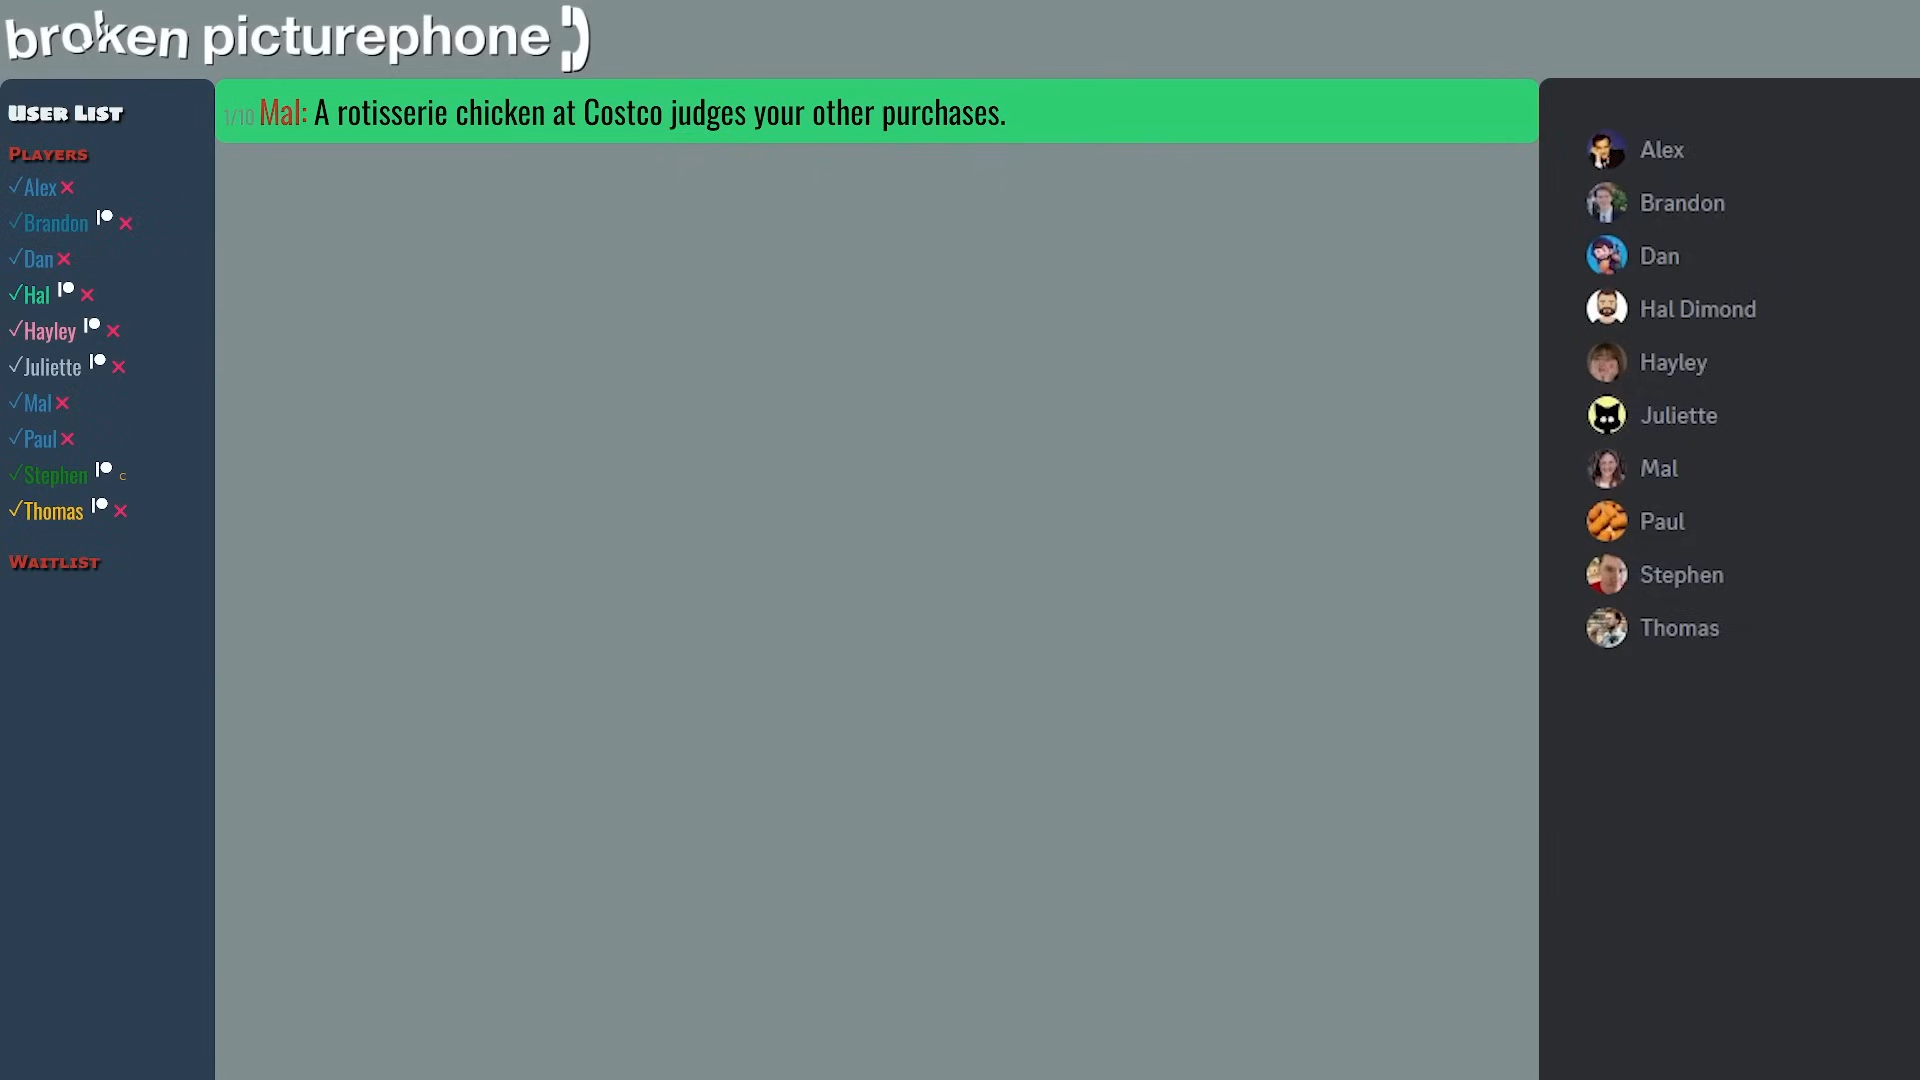 broken picturephone
User List
Players
✓Alex ×
✓Brandon ×
✓Dan ×
✓Hal ×
✓Hayley ×
✓Juliette ×
✓Mal ×
✓Paul ×
✓Stephen c
✓Thomas ×
Waitlist
1/10 Mal: A rotisserie chicken at Costco judges your other purchases.
Alex
Brandon
Dan
Hal Dimond
Hayley
Juliette
Mal
Paul
Stephen
Thomas